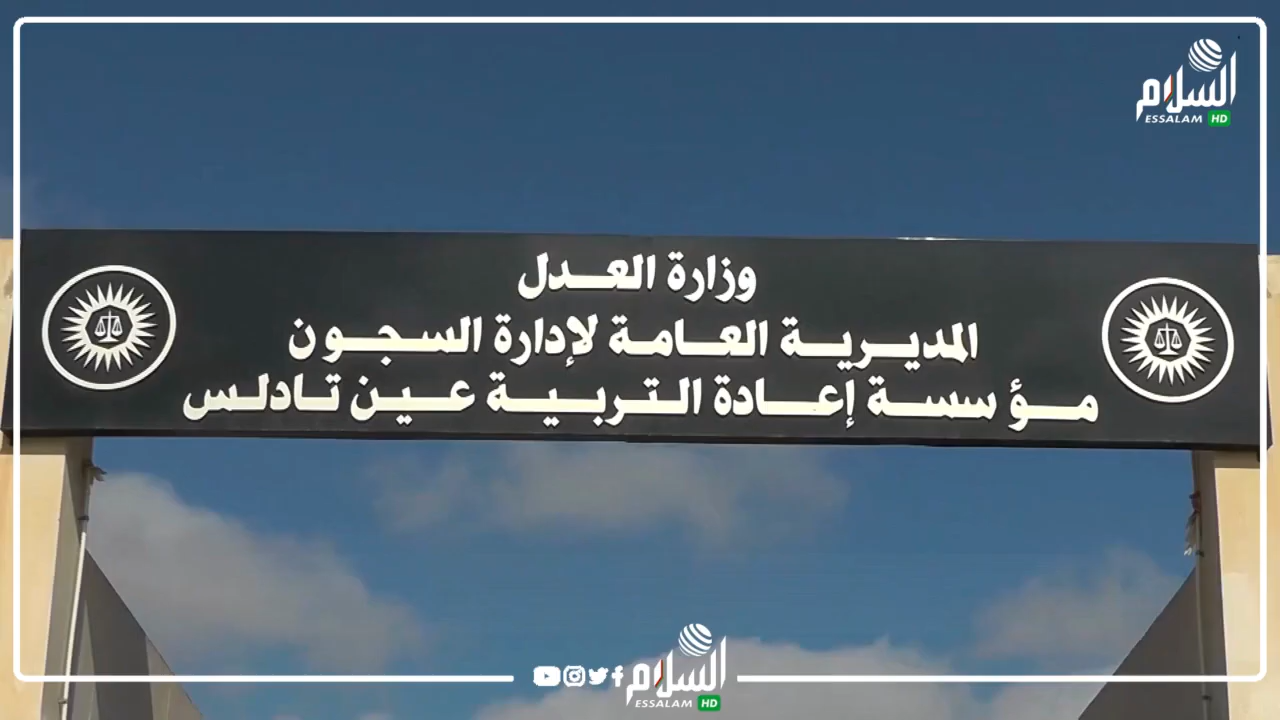 السلام
ESSALAM HD
وزارة العدل
المديرية العامة لإدارة السجون
مؤسسة إعادة التربية عين تادلس
السلام
ESSALAM HD